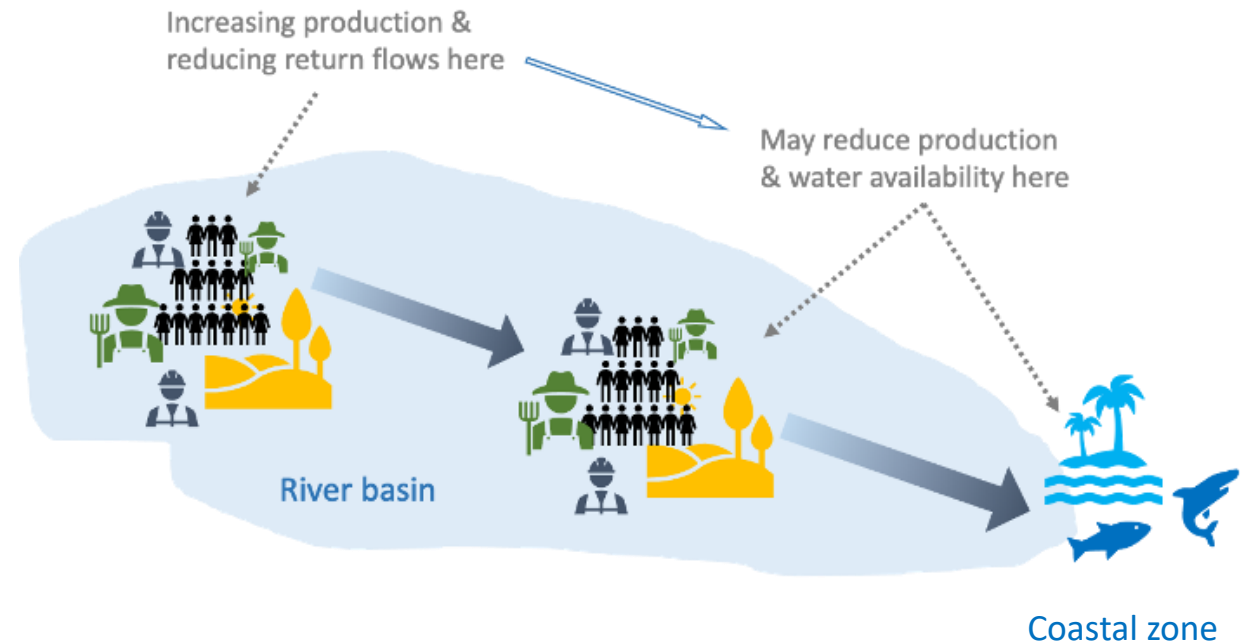 Increasing production &
reducing return flows here
May reduce production
& water availability here
River basin
Coastal zone